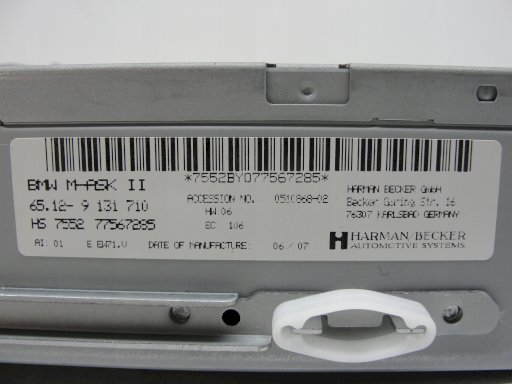 *7552BY077567285*
BMW M-ASK II
65.12- 9 131 710
HS 7552 77567285
AI: 01 E EW71.V DATE OF MANUFACTURE: 06/07
ACCESSION NO. 0510868-02
HW.06
EC: 106
HARMAN BECKER GmbH
Becker Goring Str. 16
76307 KARLSBAD GERMANY
HARMAN/BECKER
AUTOMOTIVE SYSTEMS